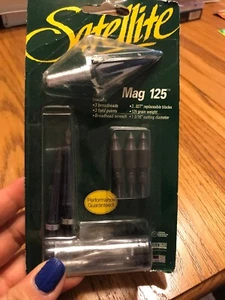 Satellite
Mag 125
• 3 Broadheads
• 3 field points
• Broadhead wrench
• 2, .027" replaceable blades
• 125 grain weight
• 1 3/16" cutting diameter
Performance
Guaranteed